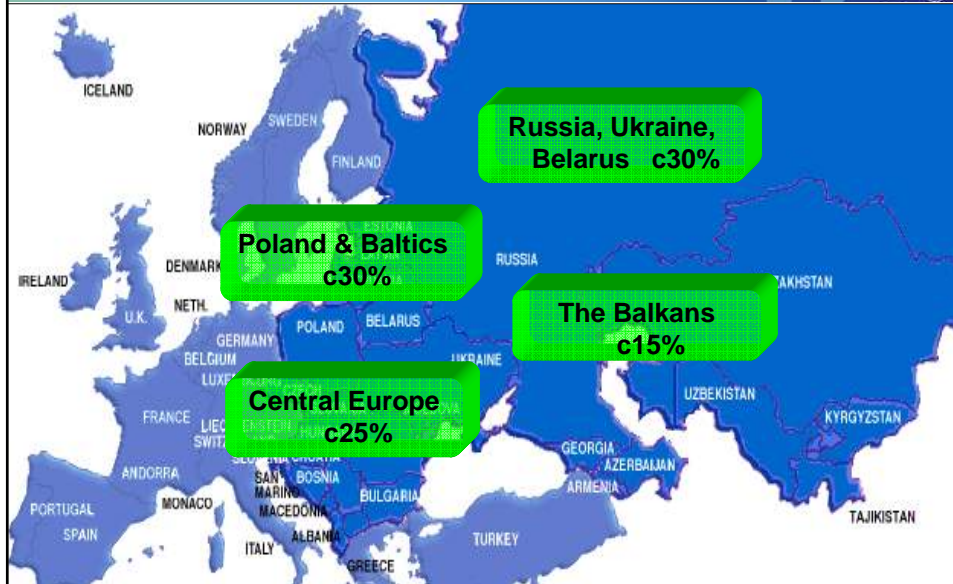 ICELAND
NORWAY
SWEDEN
FINLAND
Russia, Ukraine,
Belarus c30%
ESTONIA
Poland & Baltics
c30%
RUSSIA
DENMARK
IRELAND
The Balkans
c15%
NETH.
U.K.
POLAND
BELARUS
GERMANY
BELGIUM
UKRAINE
Central Europe
c25%
UZBEKISTAN
FRANCE
KYRGYZSTAN
GEORGIA
AZERBAIJAN
ARMENIA
ANDORRA
SAN
MARINO
BOSNIA
MONACO
MACEDONIA
BULGARIA
PORTUGAL
SPAIN
ITALY
ALBANIA
TURKEY
TAJIKISTAN
GREECE